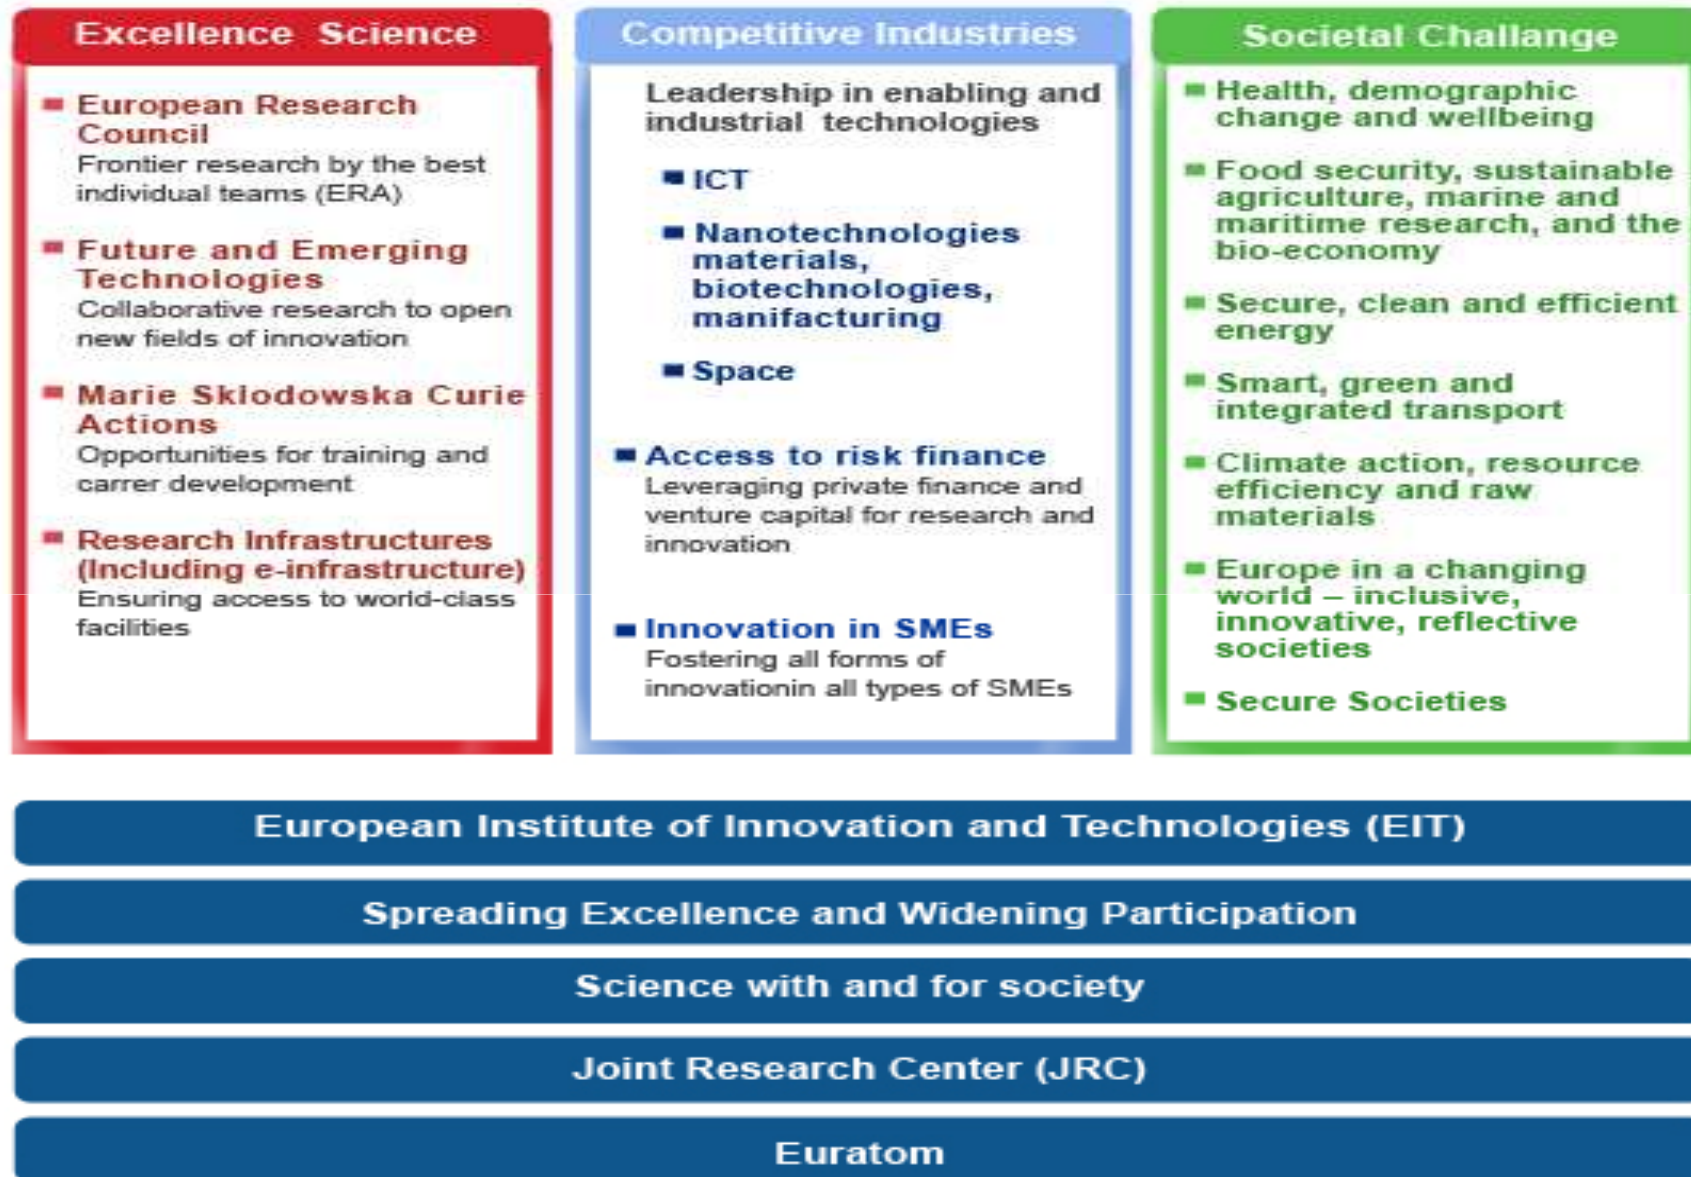 Excellence Science
European Research
Council
Frontier research by the best
individual teams (ERA)
Future and Emerging
Technologies
Collaborative research to open
new fields of innovation
Marie Sklodowska Curie
Actions
Opportunities for training and
carrer development
Research Infrastructures
(Including e-infrastructure)
Ensuring access to world-class
facilities
Competitive Industries
Leadership in enabling and
industrial technologies
ICT
Nanotechnologies
materials,
biotechnologies,
manifacturing
Space
Access to risk finance
Leveraging private finance and
venture capital for research and
innovation
Innovation in SMEs
Fostering all forms of
innovationin all types of SMEs
Societal Challange
Health, demographic
change and wellbeing
Food security, sustainable
agriculture, marine and
maritime research, and the
bio-economy
Secure, clean and efficient
energy
Smart, green and
integrated transport
Climate action, resource
efficiency and raw
materials
Europe in a changing
world – inclusive,
innovative, reflective
societies
Secure Societies
European Institute of Innovation and Technologies (EIT)
Spreading Excellence and Widening Participation
Science with and for society
Joint Research Center (JRC)
Euratom